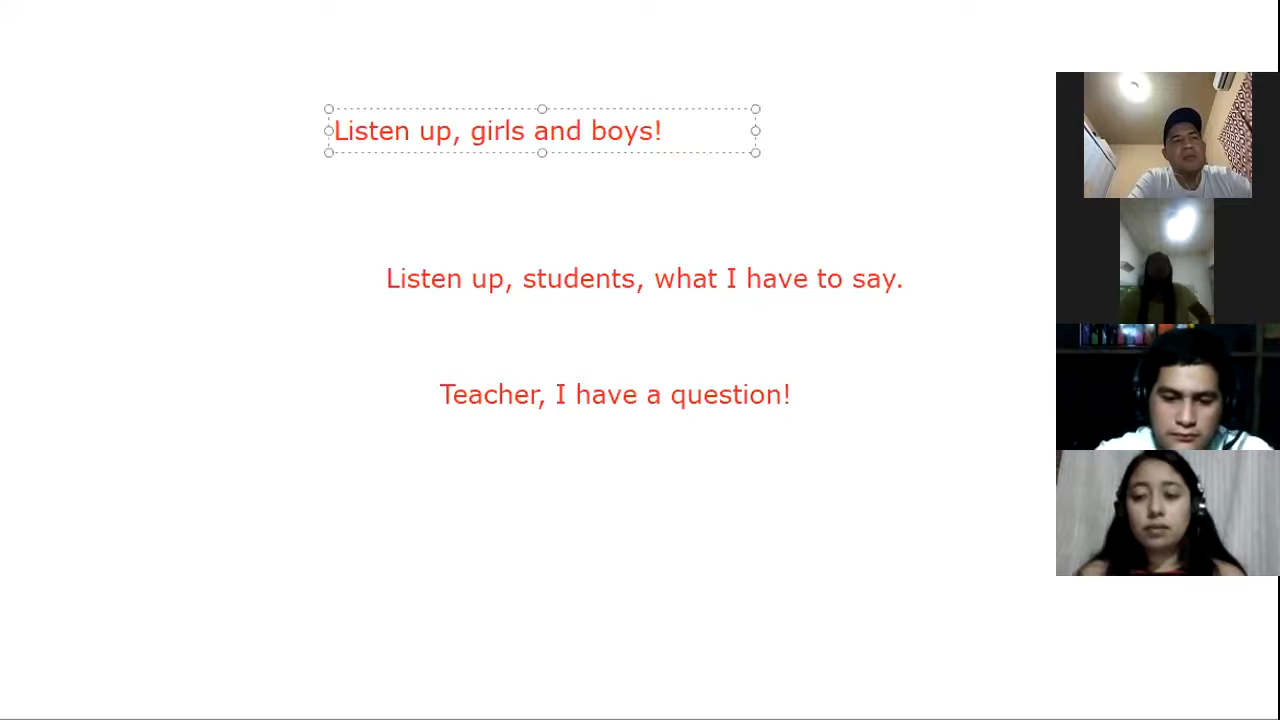 Listen up, girls and boys!
Listen up, students, what I have to say.
Teacher, I have a question!